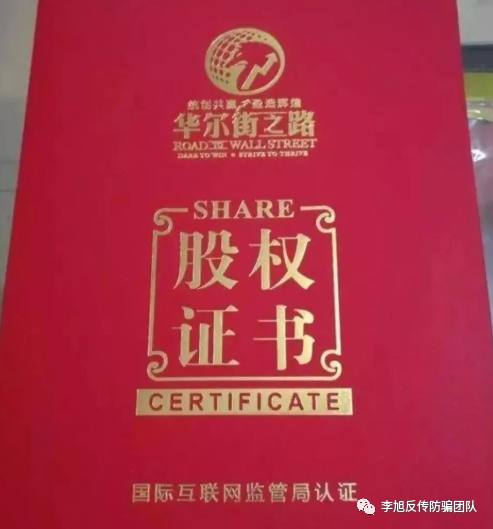 华尔街之路
ROAD TO WALL STREET
DARE TO WIN ★ STRIVE TO THRIVE
SHARE
股权
证书
CERTIFICATE
国际互联网监管局认证
李旭反传防骗团队